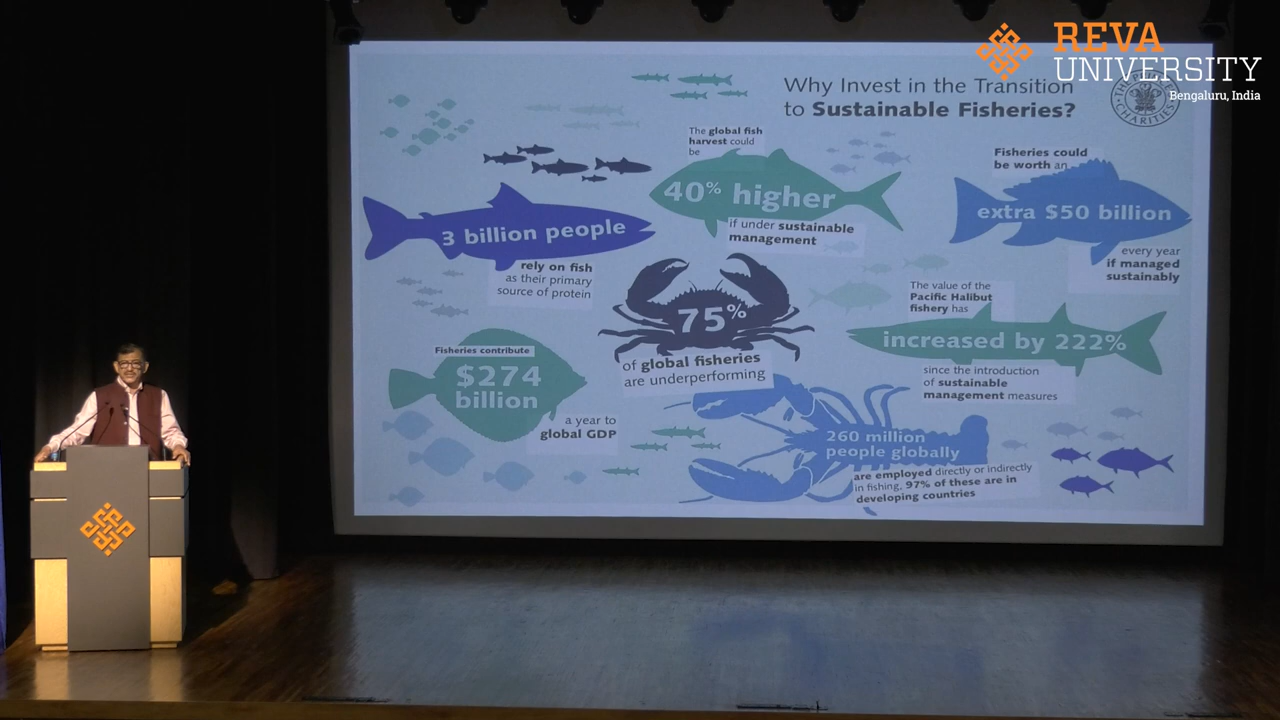 REVA
UNIVERSITY
Bengaluru, India
Why Invest in the Transition
to Sustainable Fisheries?
CHARITIES
The global fish
harvest could
be
40% higher
if under sustainable
management
Fisheries could
be worth an
extra $50 billion
every year
if managed
sustainably
3 billion people
rely on fish
as their primary
source of protein
75%
of global fisheries
are underperforming
The value of the
Pacific Halibut
fishery has
increased by 222%
since the introduction
of sustainable
management measures
Fisheries contribute
$274
billion
a year to
global GDP
260 million
people globally
are employed directly or indirectly
in fishing, 97% of these are in
developing countries